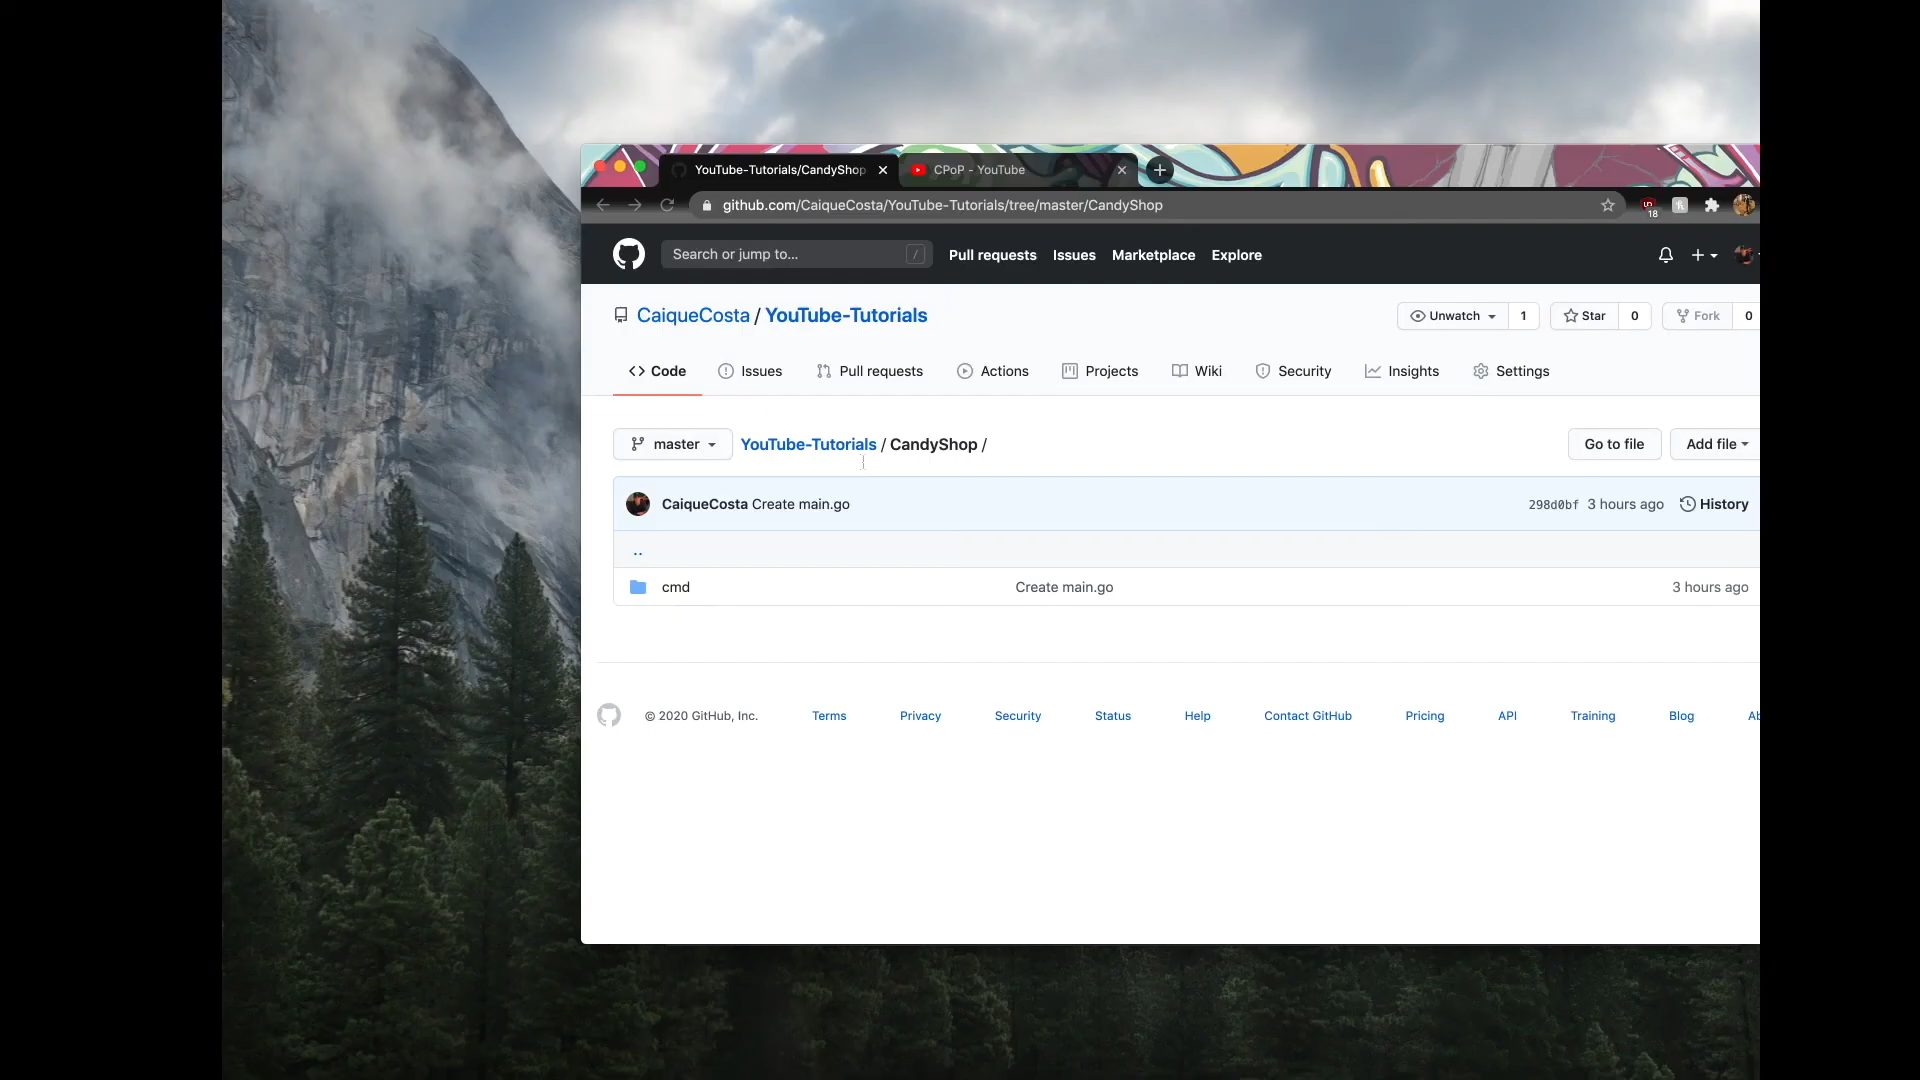 YouTube-Tutorials/CandyShop
CPoP - YouTube
github.com/CaiqueCosta/YouTube-Tutorials/tree/master/CandyShop
18
Search or jump to... /
Pull requests Issues Marketplace Explore
CaiqueCosta / YouTube-Tutorials
Unwatch 1 Star 0 Fork 0
Code Issues Pull requests Actions Projects Wiki Security Insights Settings
master YouTube-Tutorials / CandyShop / Go to file Add file
CaiqueCosta Create main.go 298d0bf 3 hours ago History
..
cmd Create main.go 3 hours ago
© 2020 GitHub, Inc. Terms Privacy Security Status Help Contact GitHub Pricing API Training Blog Ab